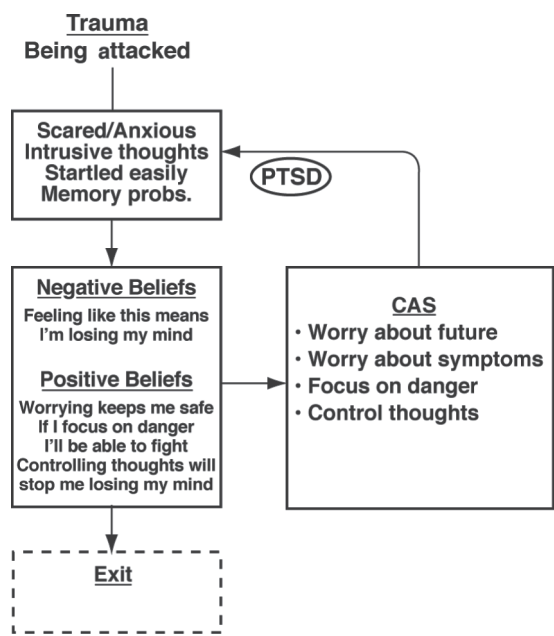 Trauma
Being attacked
Scared/Anxious
Intrusive thoughts
Startled easily
Memory probs.
PTSD
Negative Beliefs
Feeling like this means
I'm losing my mind
Positive Beliefs
Worrying keeps me safe
If I focus on danger
I'll be able to fight
Controlling thoughts will
stop me losing my mind
CAS
· Worry about future
· Worry about symptoms
· Focus on danger
· Control thoughts
Exit